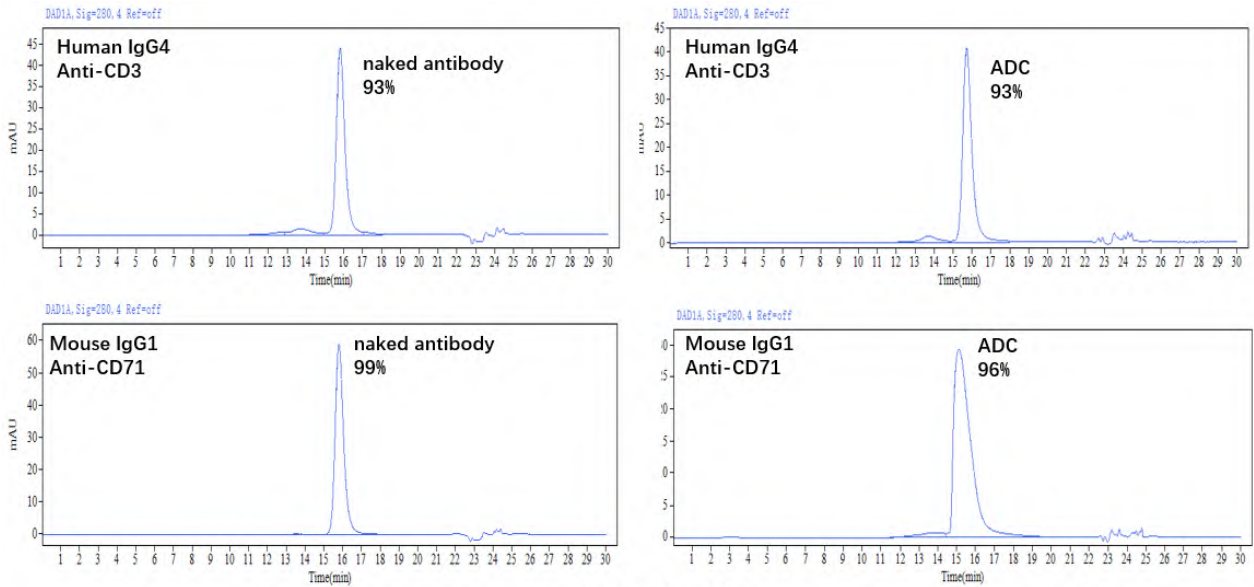 DAD1A, Sig=280, 4 Ref=off
Human IgG4
Anti-CD3
naked antibody
93%
45
40
35
30
25
20
15
10
5
0
mAU
1 2 3 4 5 6 7 8 9 10 11 12 13 14 15 16 17 18 19 20 21 22 23 24 25 26 27 28 29 30
Time(min)
DAD1A, Sig=280, 4 Ref=off
Human IgG4
Anti-CD3
ADC
93%
45
40
35
30
25
20
15
10
5
0
1 2 3 4 5 6 7 8 9 10 11 12 13 14 15 16 17 18 19 20 21 22 23 24 25 26 27 28 29 30
Time(min)
DAD1A, Sig=280, 4 Ref=off
Mouse IgG1
Anti-CD71
naked antibody
99%
60
50
40
30
20
10
0
mAU
1 2 3 4 5 6 7 8 9 10 11 12 13 14 15 16 17 18 19 20 21 22 23 24 25 26 27 28 29 30
Time(min)
DAD1A, Sig=280, 4 Ref=off
Mouse IgG1
Anti-CD71
ADC
96%
5
0
5
0
1 2 3 4 5 6 7 8 9 10 11 12 13 14 15 16 17 18 19 20 21 22 23 24 25 26 27 28 29 30
Time(min)